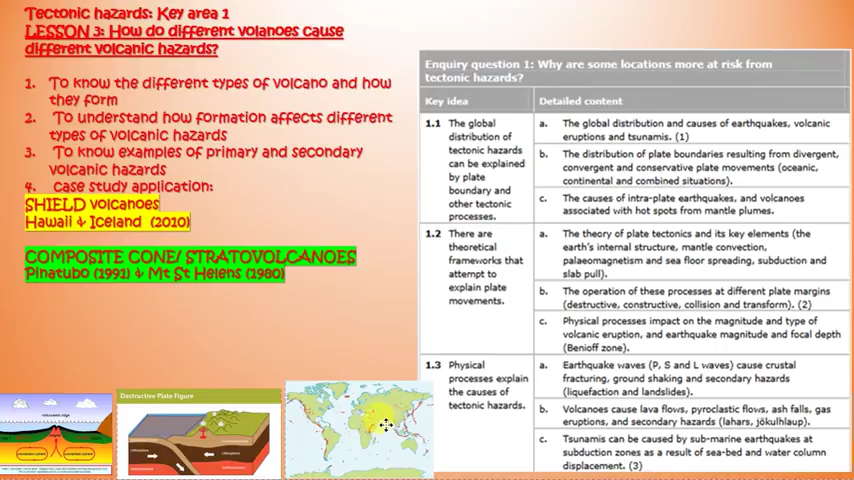 Tectonic hazards: Key area 1
LESSON 3: How do different volanoes cause
different volcanic hazards?
1. To know the different types of volcano and how
they form
2. To understand how formation affects different
types of volcanic hazards
3. To know examples of primary and secondary
volcanic hazards
4. case study application:
SHIELD volcanoes
Hawaii & Iceland (2010)
COMPOSITE CONE/ STRATOVOLCANOES
Pinatubo (1991) & Mt St Helens (1980)
Enquiry question 1: Why are some locations more at risk from
tectonic hazards?
Key idea
Detailed content
1.1 The global
distribution of
tectonic hazards
can be explained
by plate
boundary and
other tectonic
processes.
a. The global distribution and causes of earthquakes, volcanic
eruptions and tsunamis. (1)
b. The distribution of plate boundaries resulting from divergent,
convergent and conservative plate movements (oceanic,
continental and combined situations).
c. The causes of intra-plate earthquakes, and volcanoes
associated with hot spots from mantle plumes.
1.2 There are
theoretical
frameworks that
attempt to
explain plate
movements.
a. The theory of plate tectonics and its key elements (the
earth's internal structure, mantle convection,
palaeomagnetism and sea floor spreading, subduction and
slab pull).
b. The operation of these processes at different plate margins
(destructive, constructive, collision and transform). (2)
c. Physical processes impact on the magnitude and type of
volcanic eruption, and earthquake magnitude and focal depth
(Benioff zone).
1.3 Physical
processes explain
the causes of
tectonic hazards.
a. Earthquake waves (P, S and L waves) cause crustal
fracturing, ground shaking and secondary hazards
(liquefaction and landslides).
b. Volcanoes cause lava flows, pyroclastic flows, ash falls, gas
eruptions, and secondary hazards (lahars, jökulhlaup).
c. Tsunami can be caused by sub-marine earthquakes at
subduction zones as a result of sea-bed and water column
displacement. (3)
Destructive Plate Figure